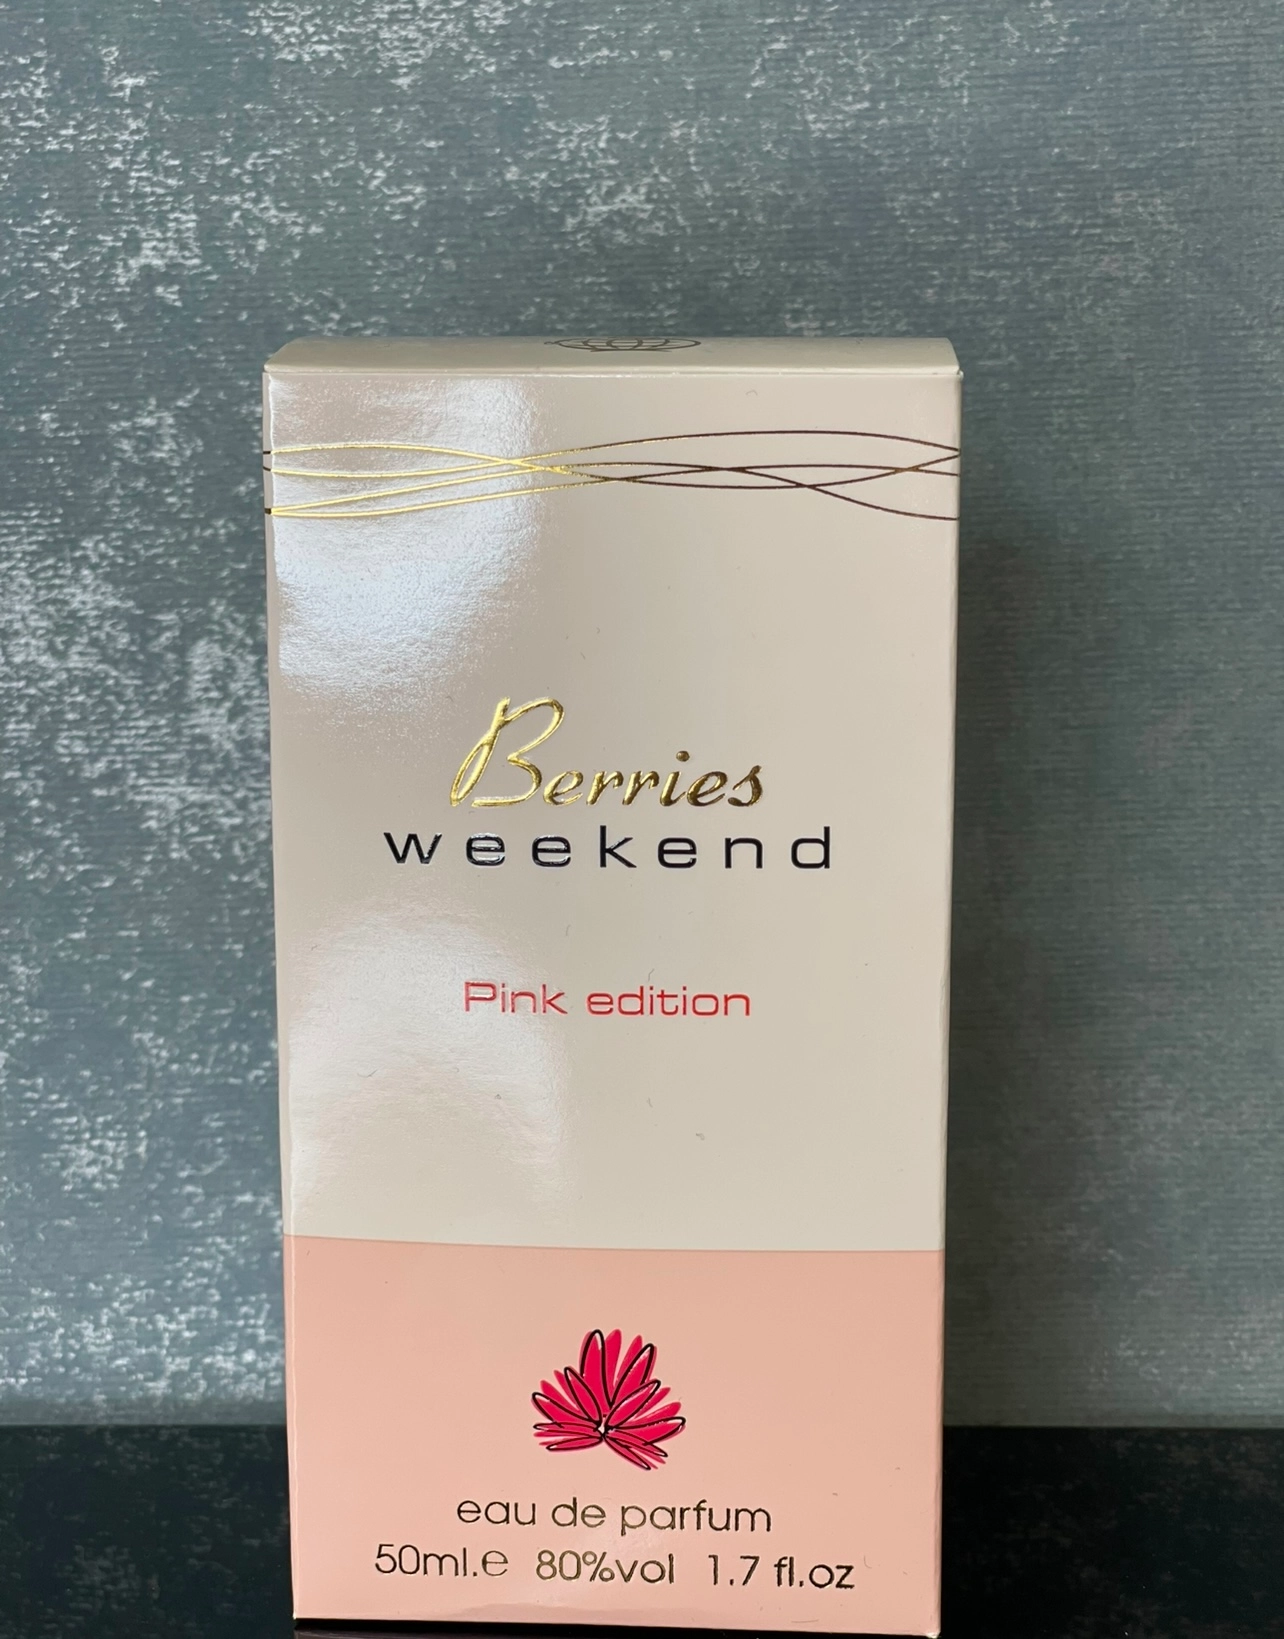 Berries
weekend
Pink edition
eau de parfum
50ml.e 80%vol 1.7 fl.oz